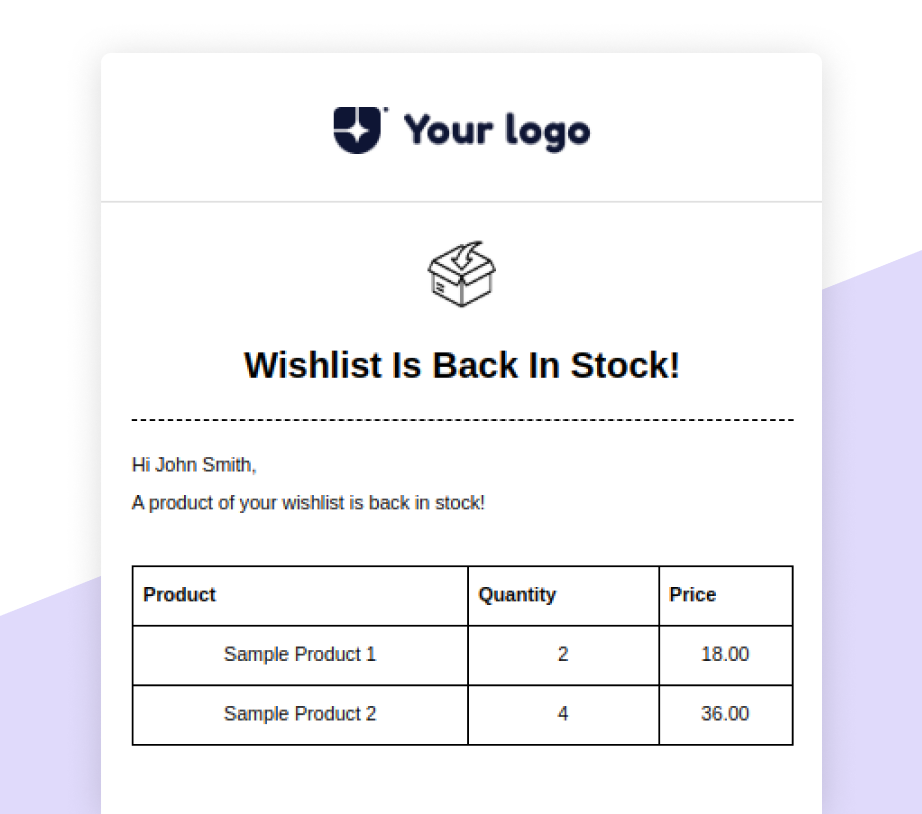 Your logo
Wishlist Is Back In Stock!
Hi John Smith,
A product of your wishlist is back in stock!
Product Quantity Price
Sample Product 1 2 18.00
Sample Product 2 4 36.00